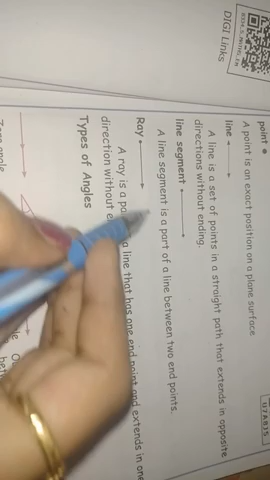 DIGI Links
point
A point is an exact position on a plane surface
line
A line is a set of points in a straight path that extends in opposite
directions without ending.
line segment
A line segment is a part of a line between two end points.
Ray
A ray is a a line that has one end point and extends in one
direction without
Types of Angles